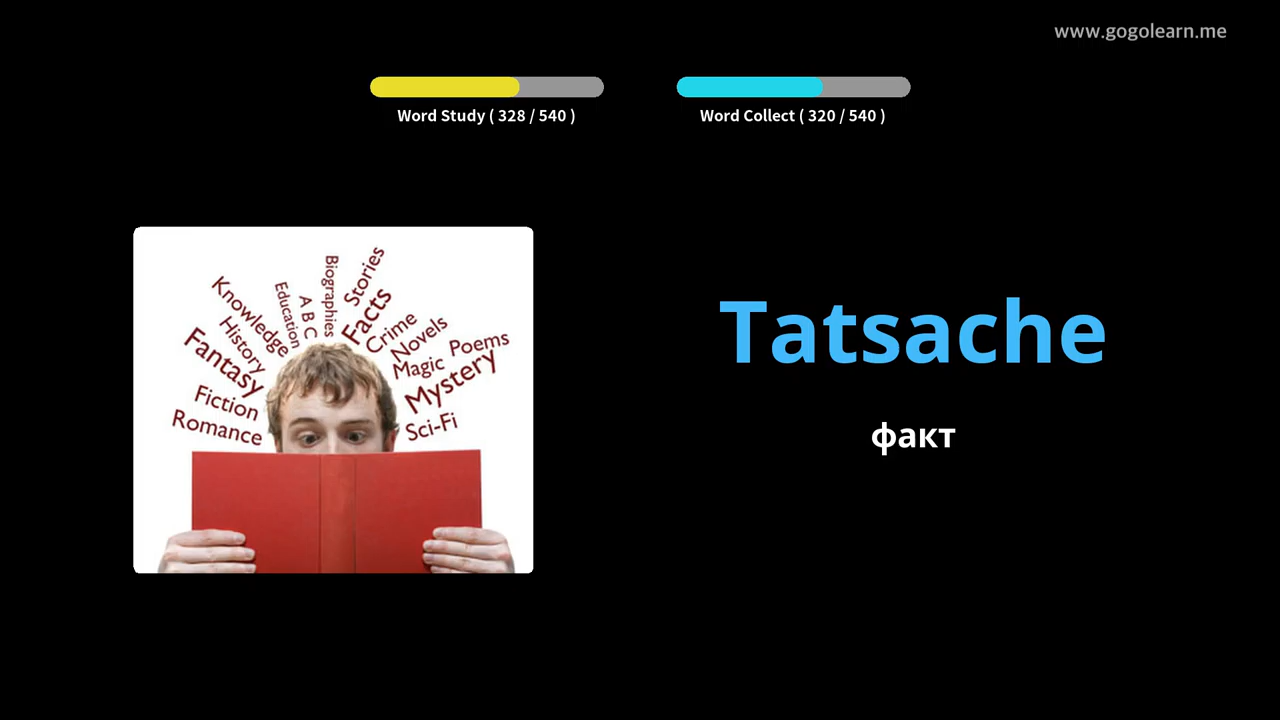 www.gogolearn.me
Word Study ( 328 / 540 )
Word Collect ( 320 / 540 )
Biographies
Stories
Knowledge
Education
A B C
Facts
History
Crime
Novels
Fantasy
Magic
Poems
Mystery
Fiction
Romance
Sci-Fi
Tatsache
факт